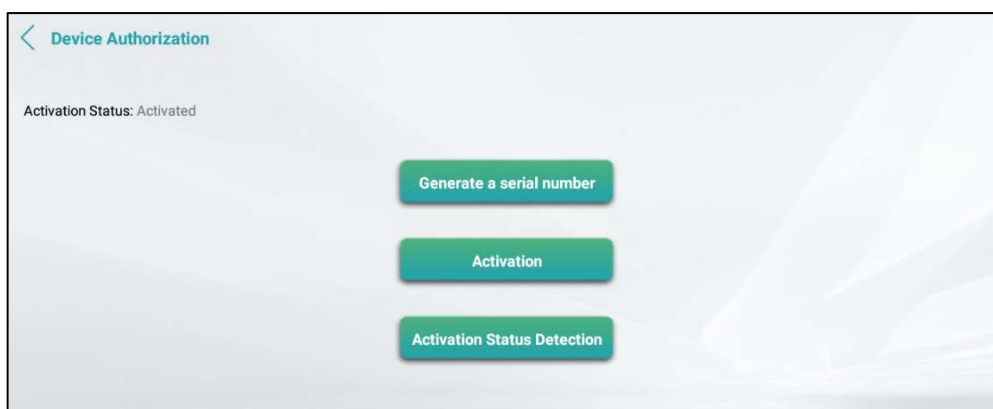 Device Authorization
Activation Status: Activated
Generate a serial number
Activation
Activation Status Detection